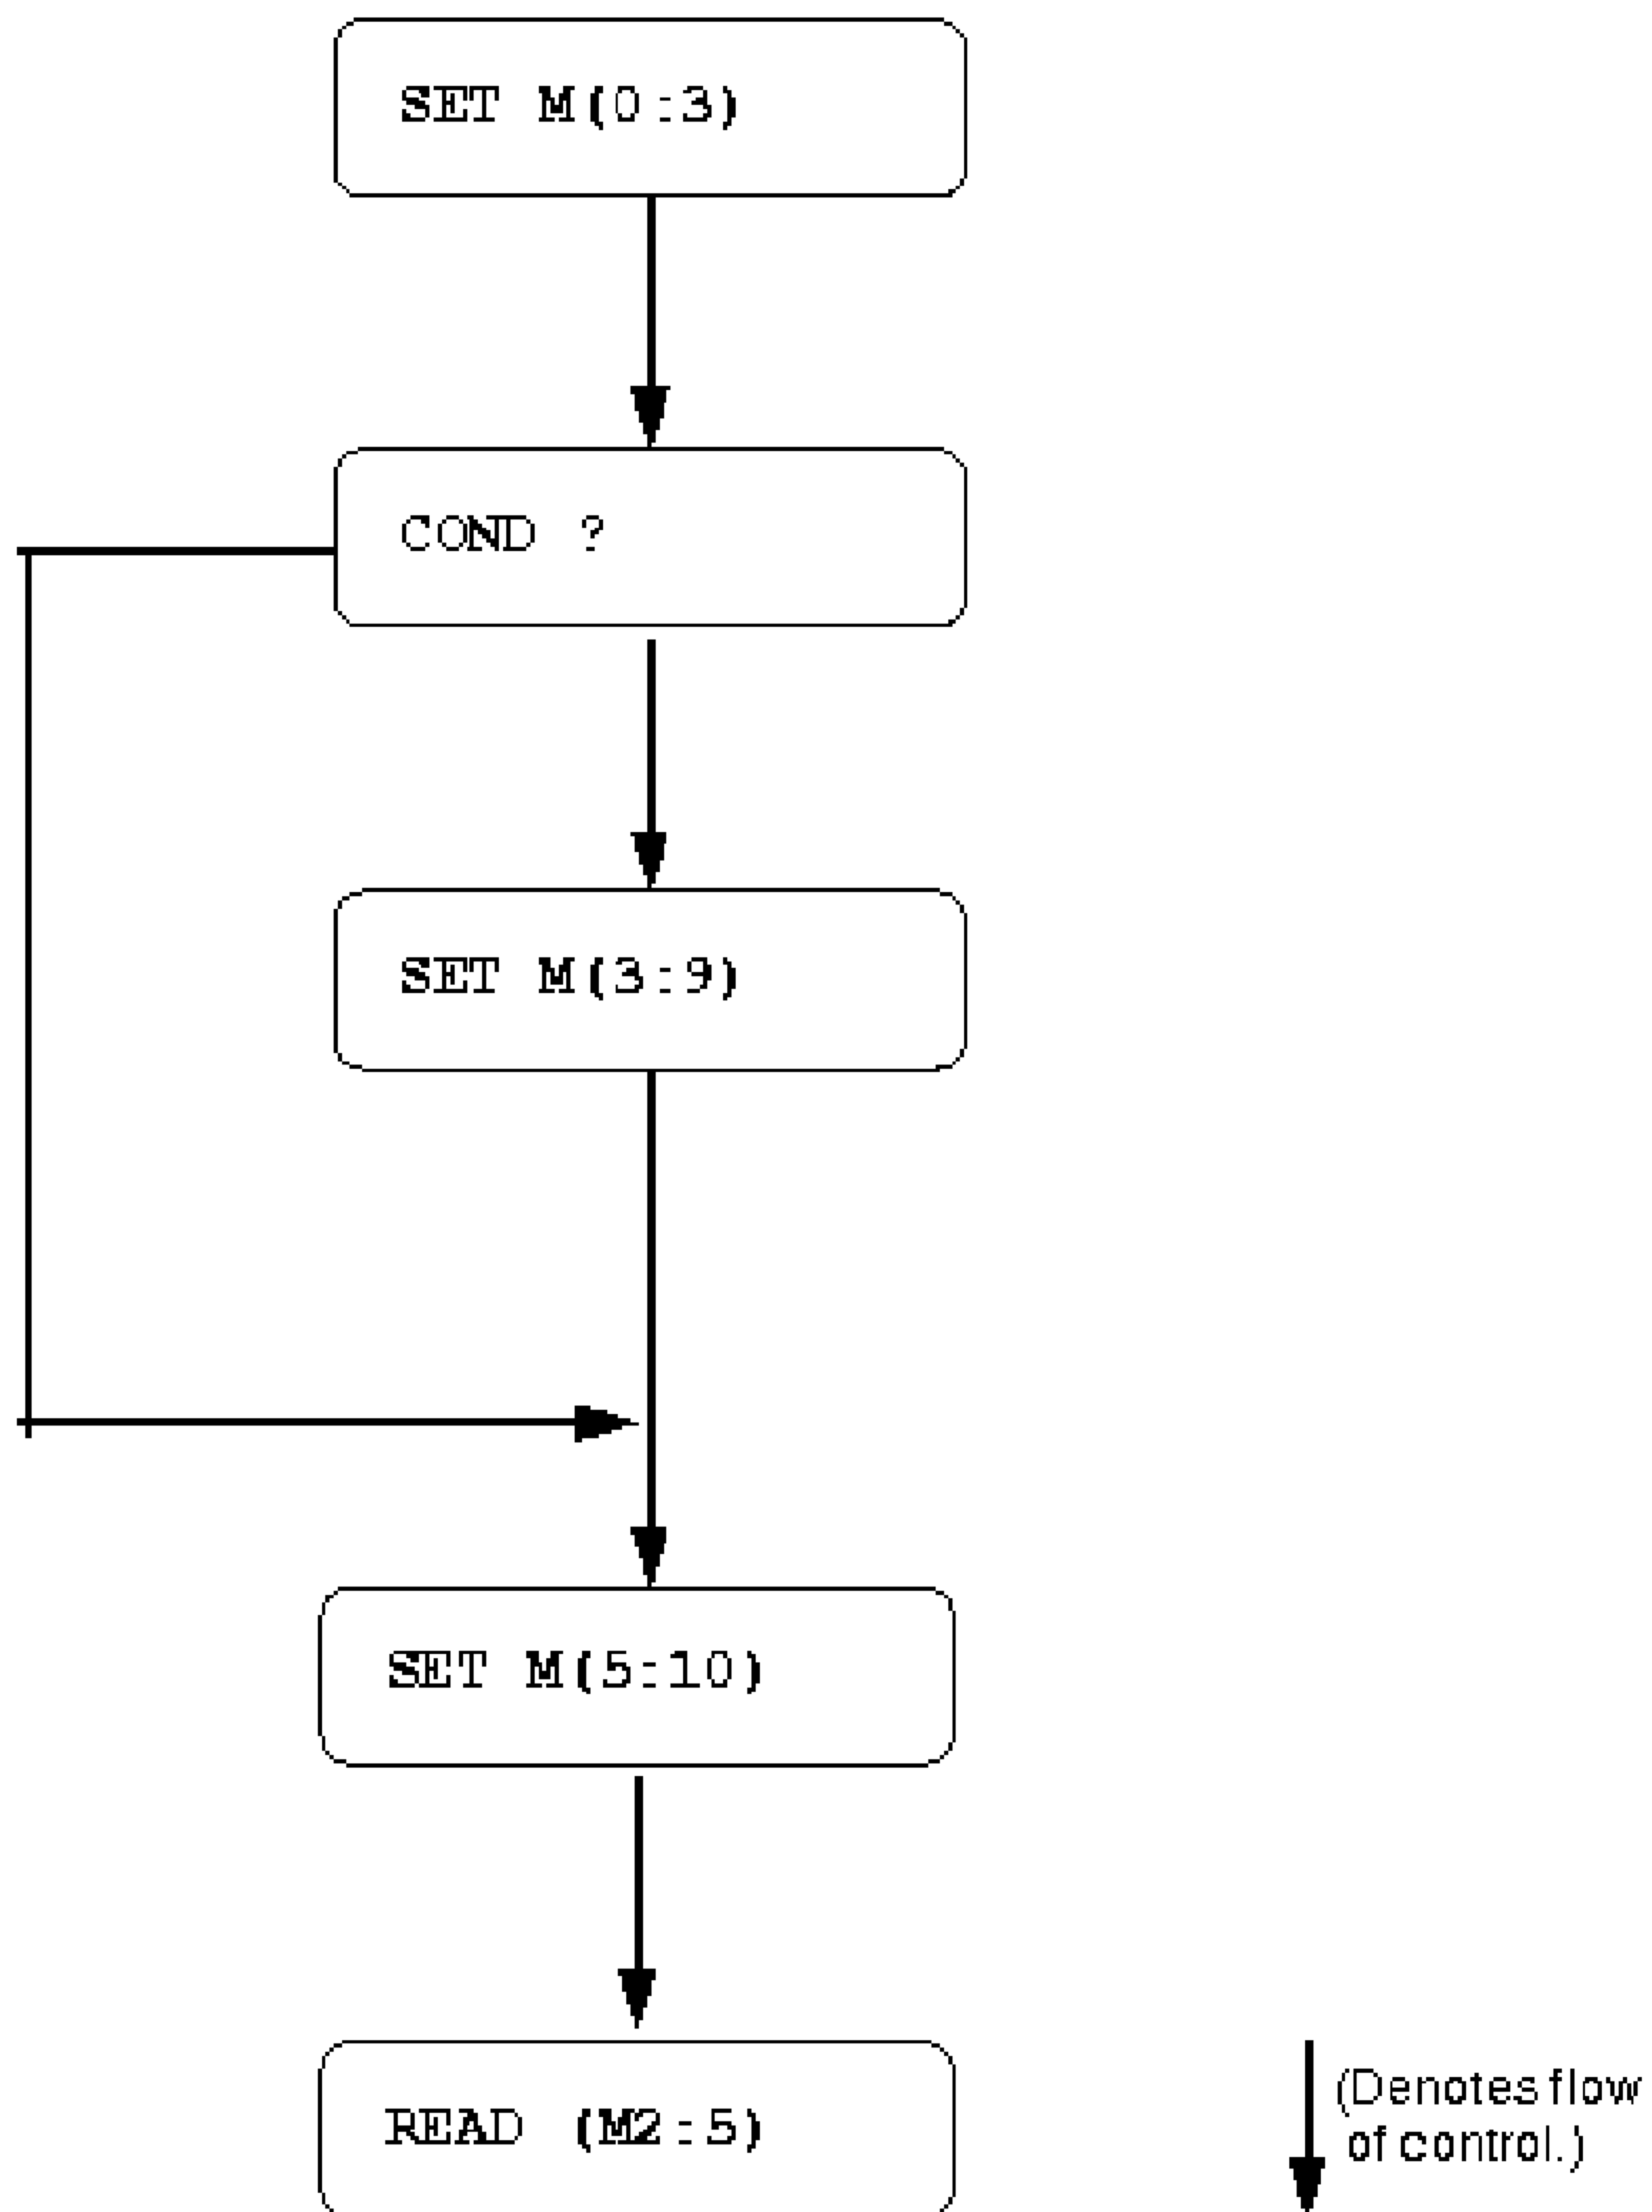 SET M(0:3)
COND ?
SET M(3:9)
SET M(5:10)
READ (M2:5)
(Denotes flow
of control.)